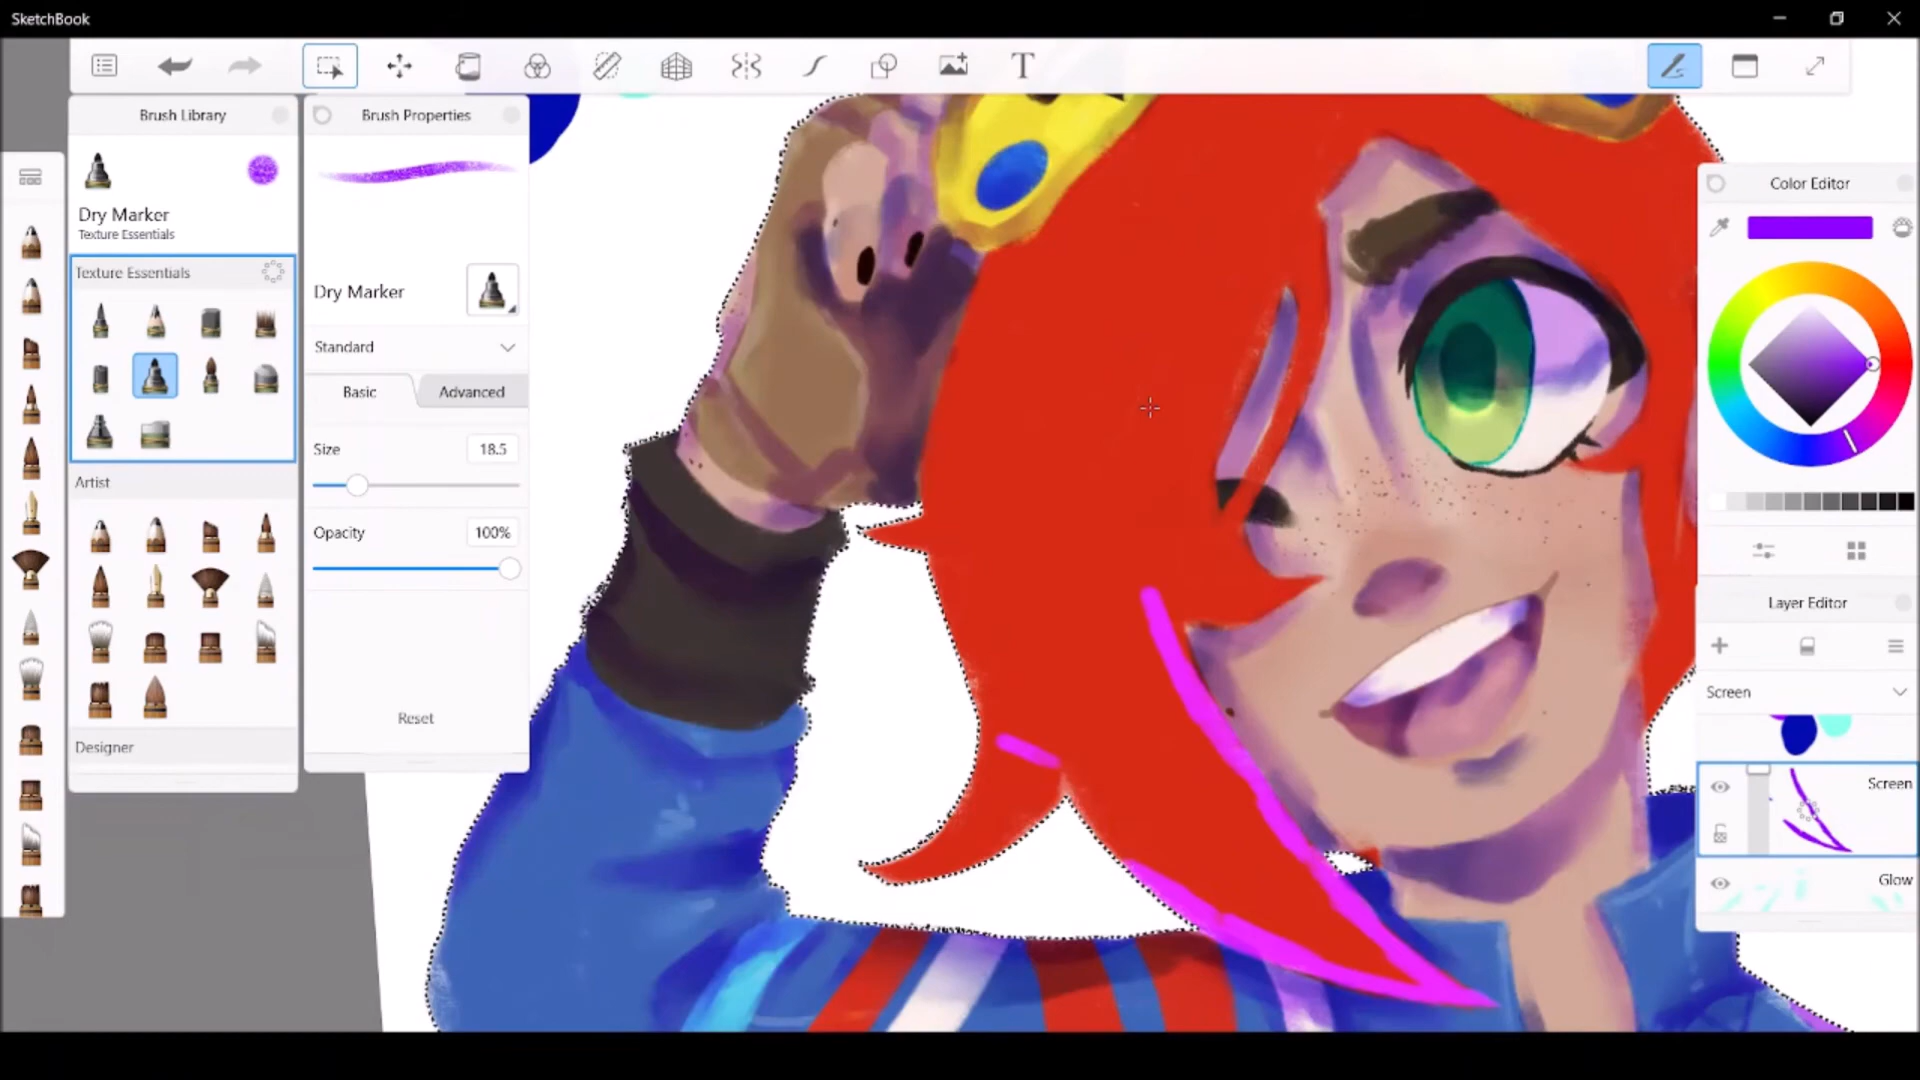 SketchBook
T
Brush Library
Dry Marker
Texture Essentials
Texture Essentials
Artist
Designer
Brush Properties
Dry Marker
Standard
Basic
Advanced
Size
18.5
Opacity
100%
Reset
Color Editor
Layer Editor
Screen
Screen
Glow